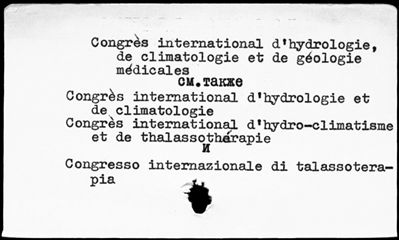 Congrès international d'hydrologie,
de climatologie et de géologie
médicales
см.также
Congrès international d'hydrologie et
de climatologie
Congrès international d'hydro-climatisme
et de thalassothérapie
и
Congresso internazionale di talassotera-
pia